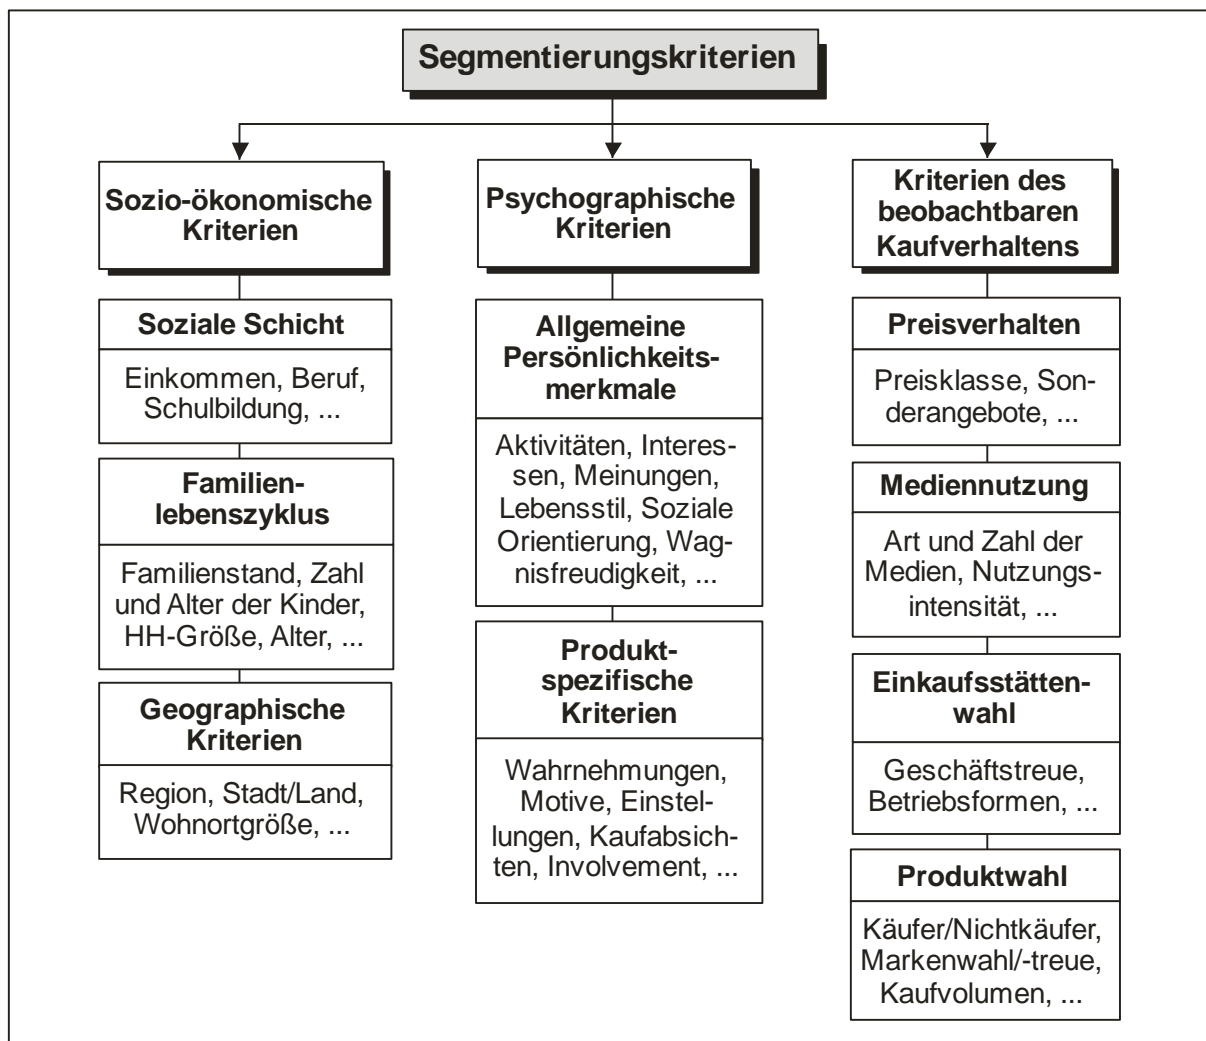 Segmentierungskriterien
Sozio-ökonomische
Kriterien
Soziale Schicht
Einkommen, Beruf,
Schulbildung, ...
Familien-
lebenszyklus
Familienstand, Zahl
und Alter der Kinder,
HH-Größe, Alter, ...
Geographische
Kriterien
Region, Stadt/Land,
Wohnortgröße, ...
Psychographische
Kriterien
Allgemeine
Persönlichkeits-
merkmale
Aktivitäten, Interes-
sen, Meinungen,
Lebensstil, Soziale
Orientierung, Wag-
nisfreudigkeit, ...
Produkt-
spezifische
Kriterien
Wahrnehmungen,
Motive, Einstel-
lungen, Kaufabsich-
ten, Involvement, ...
Kriterien des
beobachtbaren
Kaufverhaltens
Preisverhalten
Preisklasse, Son-
derangebote, ...
Mediennutzung
Art und Zahl der
Medien, Nutzungs-
intensität, ...
Einkaufsstätten-
wahl
Geschäftstreue,
Betriebsformen, ...
Produktwahl
Käufer/Nichtkäufer,
Markenwahl/-treue,
Kaufvolumen, ...